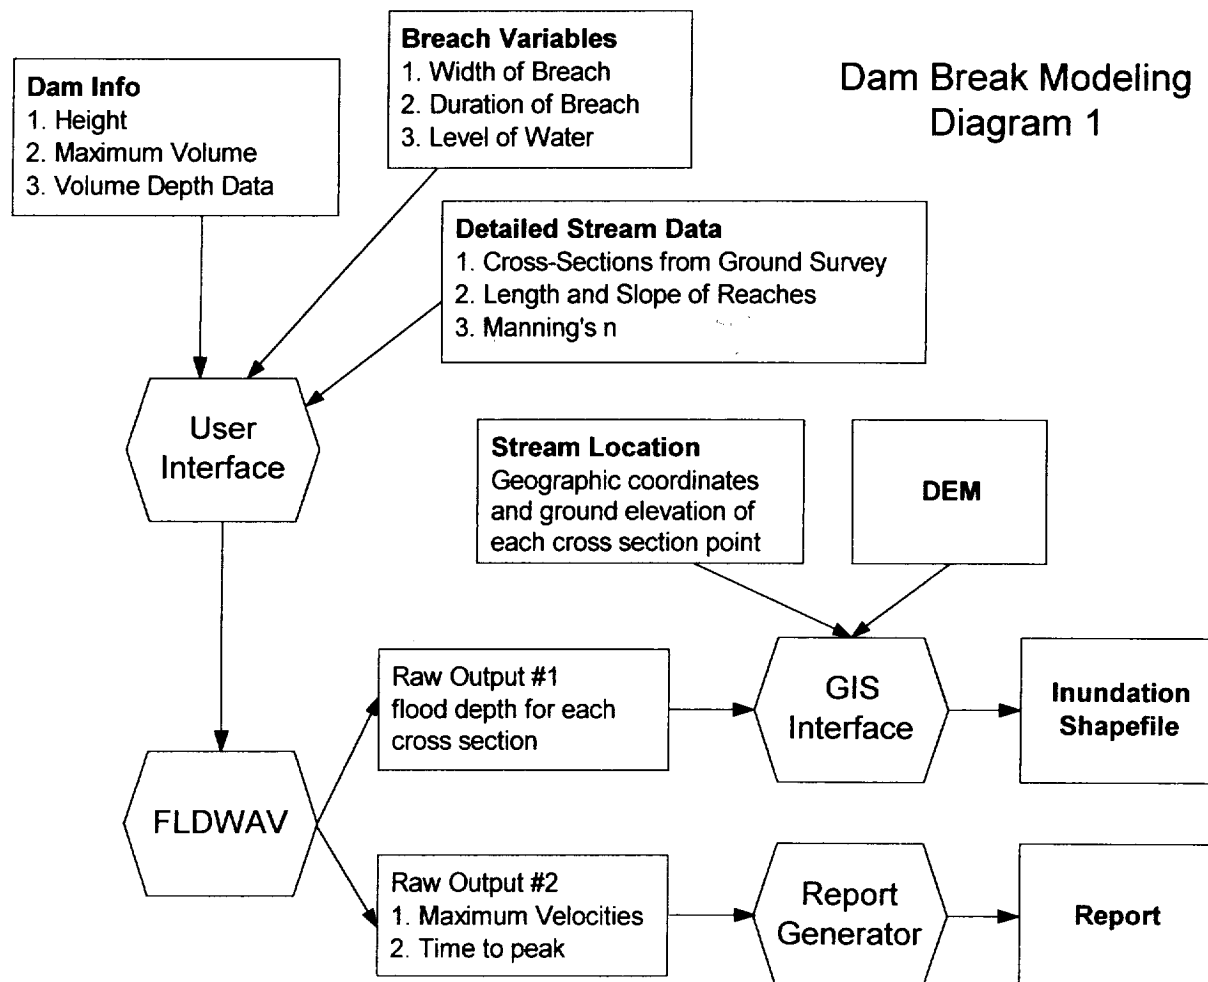 Dam Break Modeling
Diagram 1
Dam Info
1. Height
2. Maximum Volume
3. Volume Depth Data
Breach Variables
1. Width of Breach
2. Duration of Breach
3. Level of Water
Detailed Stream Data
1. Cross-Sections from Ground Survey
2. Length and Slope of Reaches
3. Manning's n
User
Interface
Stream Location
Geographic coordinates
and ground elevation of
each cross section point
DEM
Raw Output #1
flood depth for each
cross section
GIS
Interface
Inundation
Shapefile
FLDWAV
Raw Output #2
1. Maximum Velocities
2. Time to peak
Report
Generator
Report